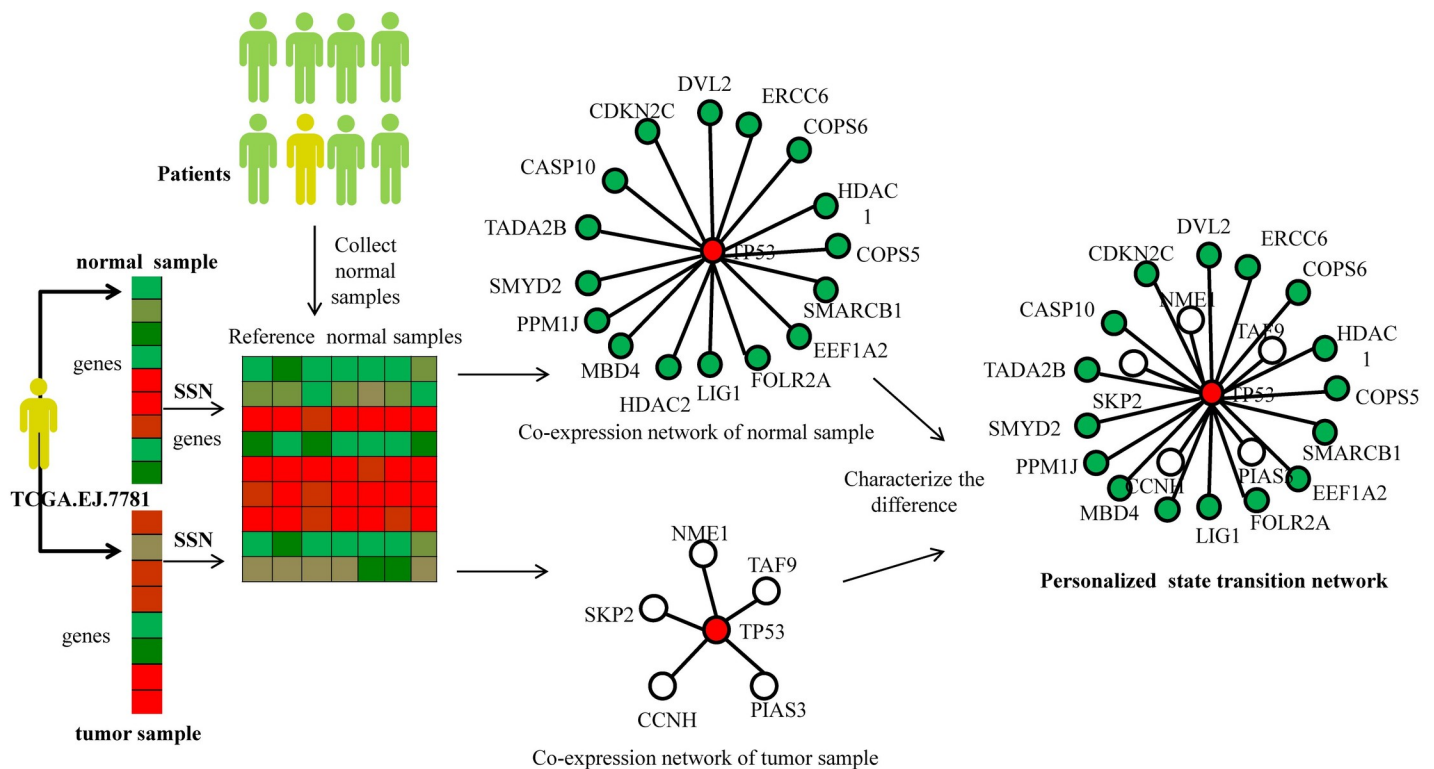 Patients
Collect
normal
samples
normal sample
genes
SSN
genes
TCGA.EJ.7781
SSN
genes
tumor sample
Reference normal samples
DVL2
ERCC6
CDKN2C
COPS6
CASP10
HDAC
1
TADA2B
TP53
COPS5
SMYD2
SMARCB1
PPM1J
EEF1A2
MBD4
FOLR2A
HDAC2
LIG1
Co-expression network of normal sample
NME1
TAF9
SKP2
TP53
CCNH
PIAS3
Co-expression network of tumor sample
Characterize the
difference
DVL2
ERCC6
CDKN2C
COPS6
NME1
CASP10
TAF9
HDAC
1
TADA2B
TP53
COPS5
SKP2
SMYD2
SMARCB1
PPM1J
CCNH
PIAS3
EEF1A2
MBD4
FOLR2A
LIG1
Personalized state transition network